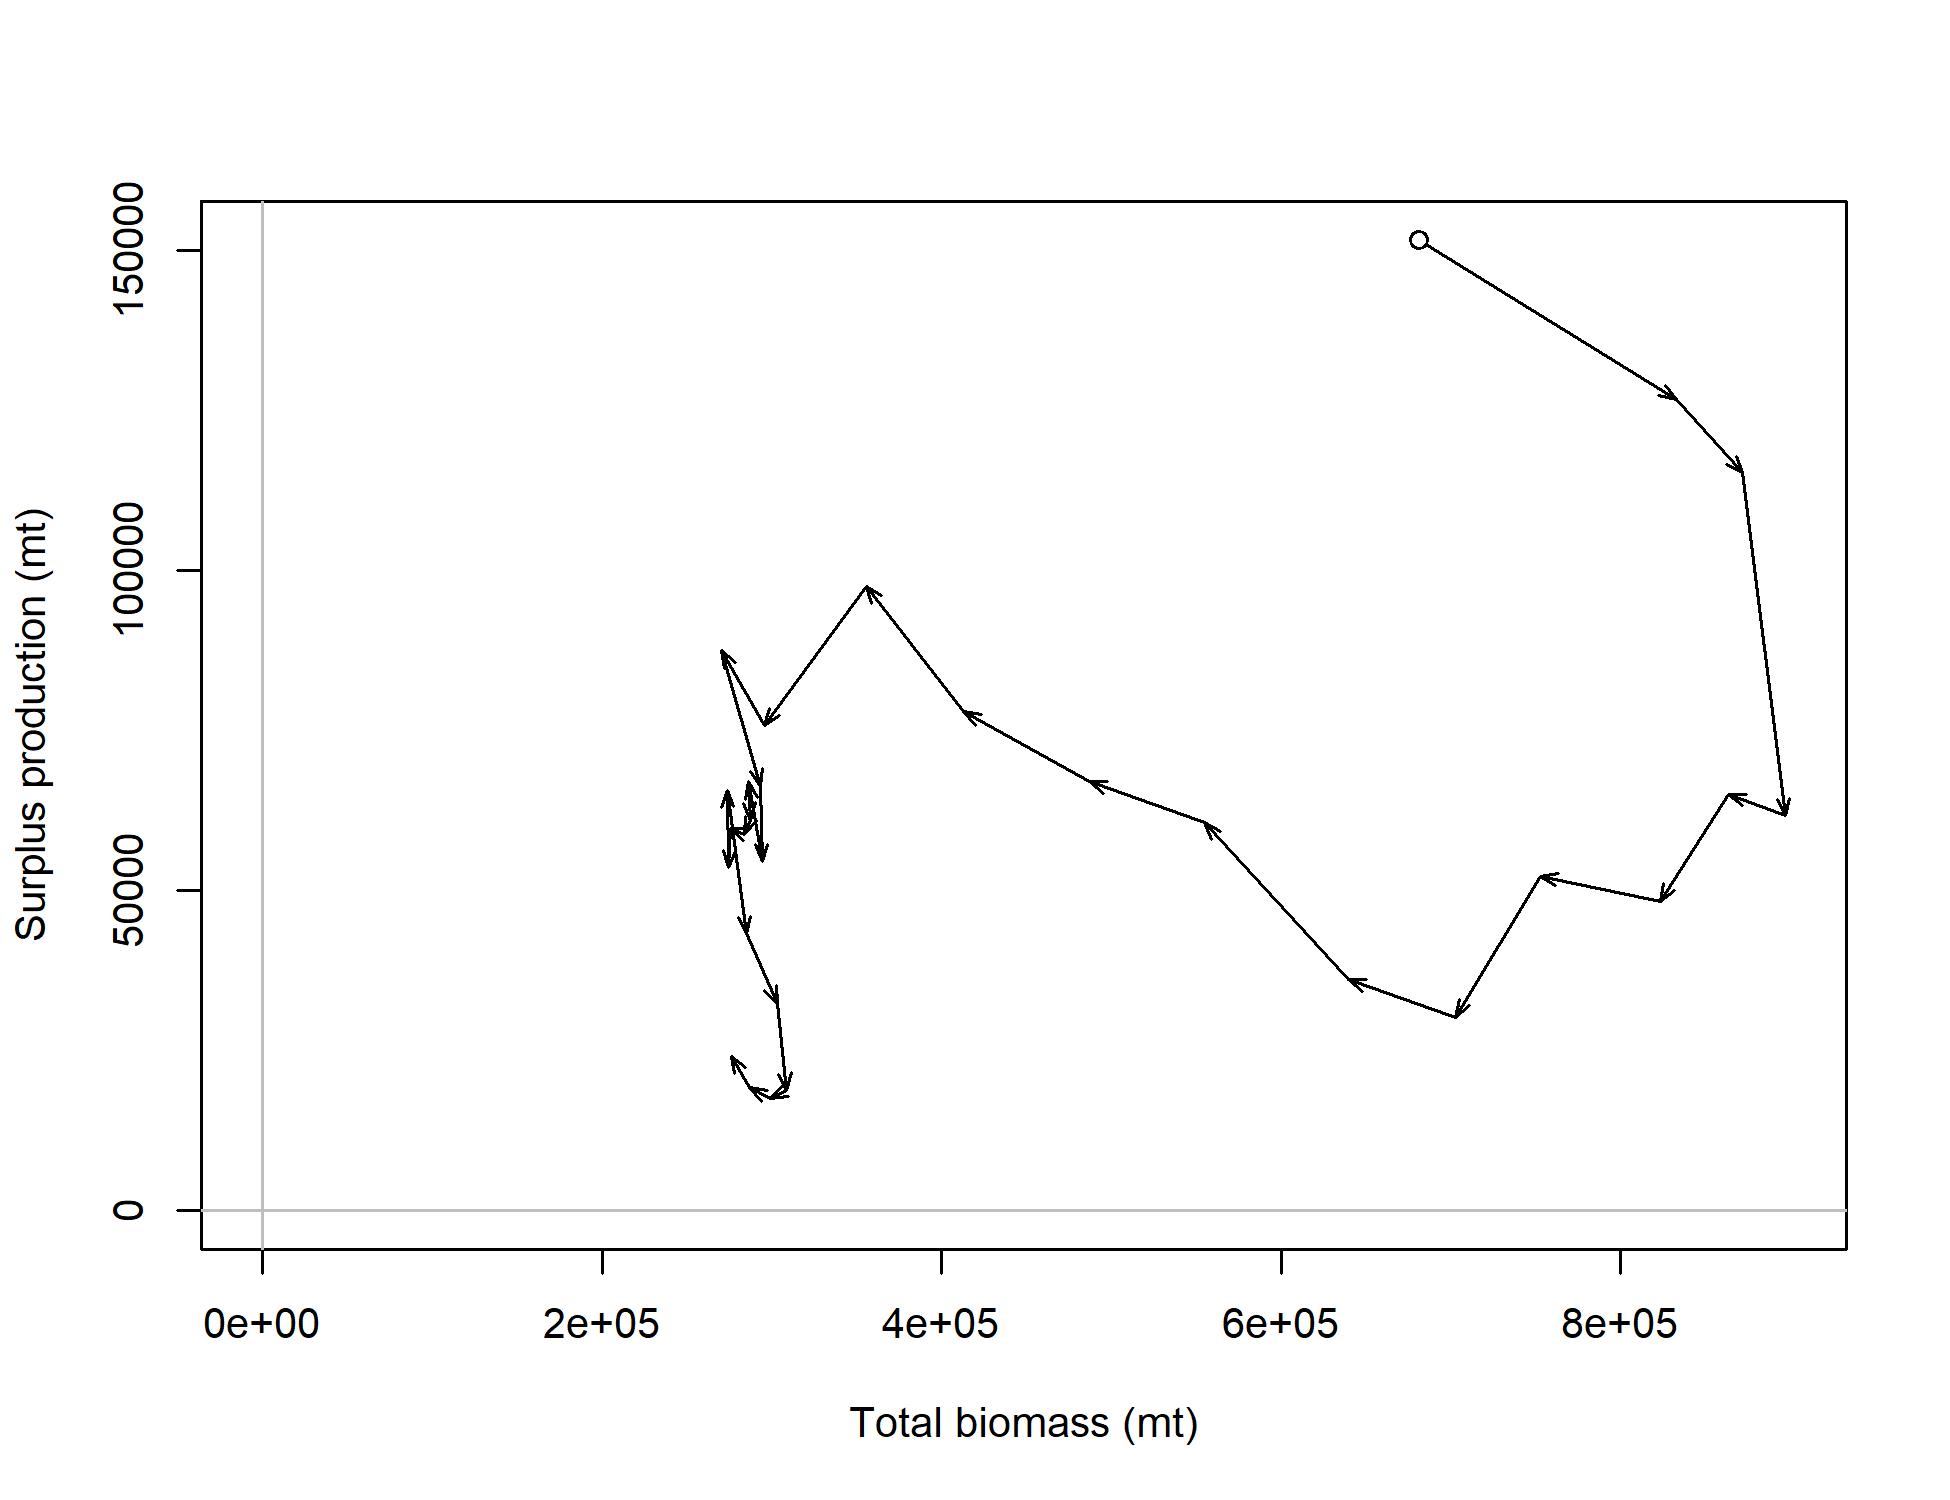 150000
100000
50000
0
Surplus production (mt)
0e+00 2e+05 4e+05 6e+05 8e+05
Total biomass (mt)